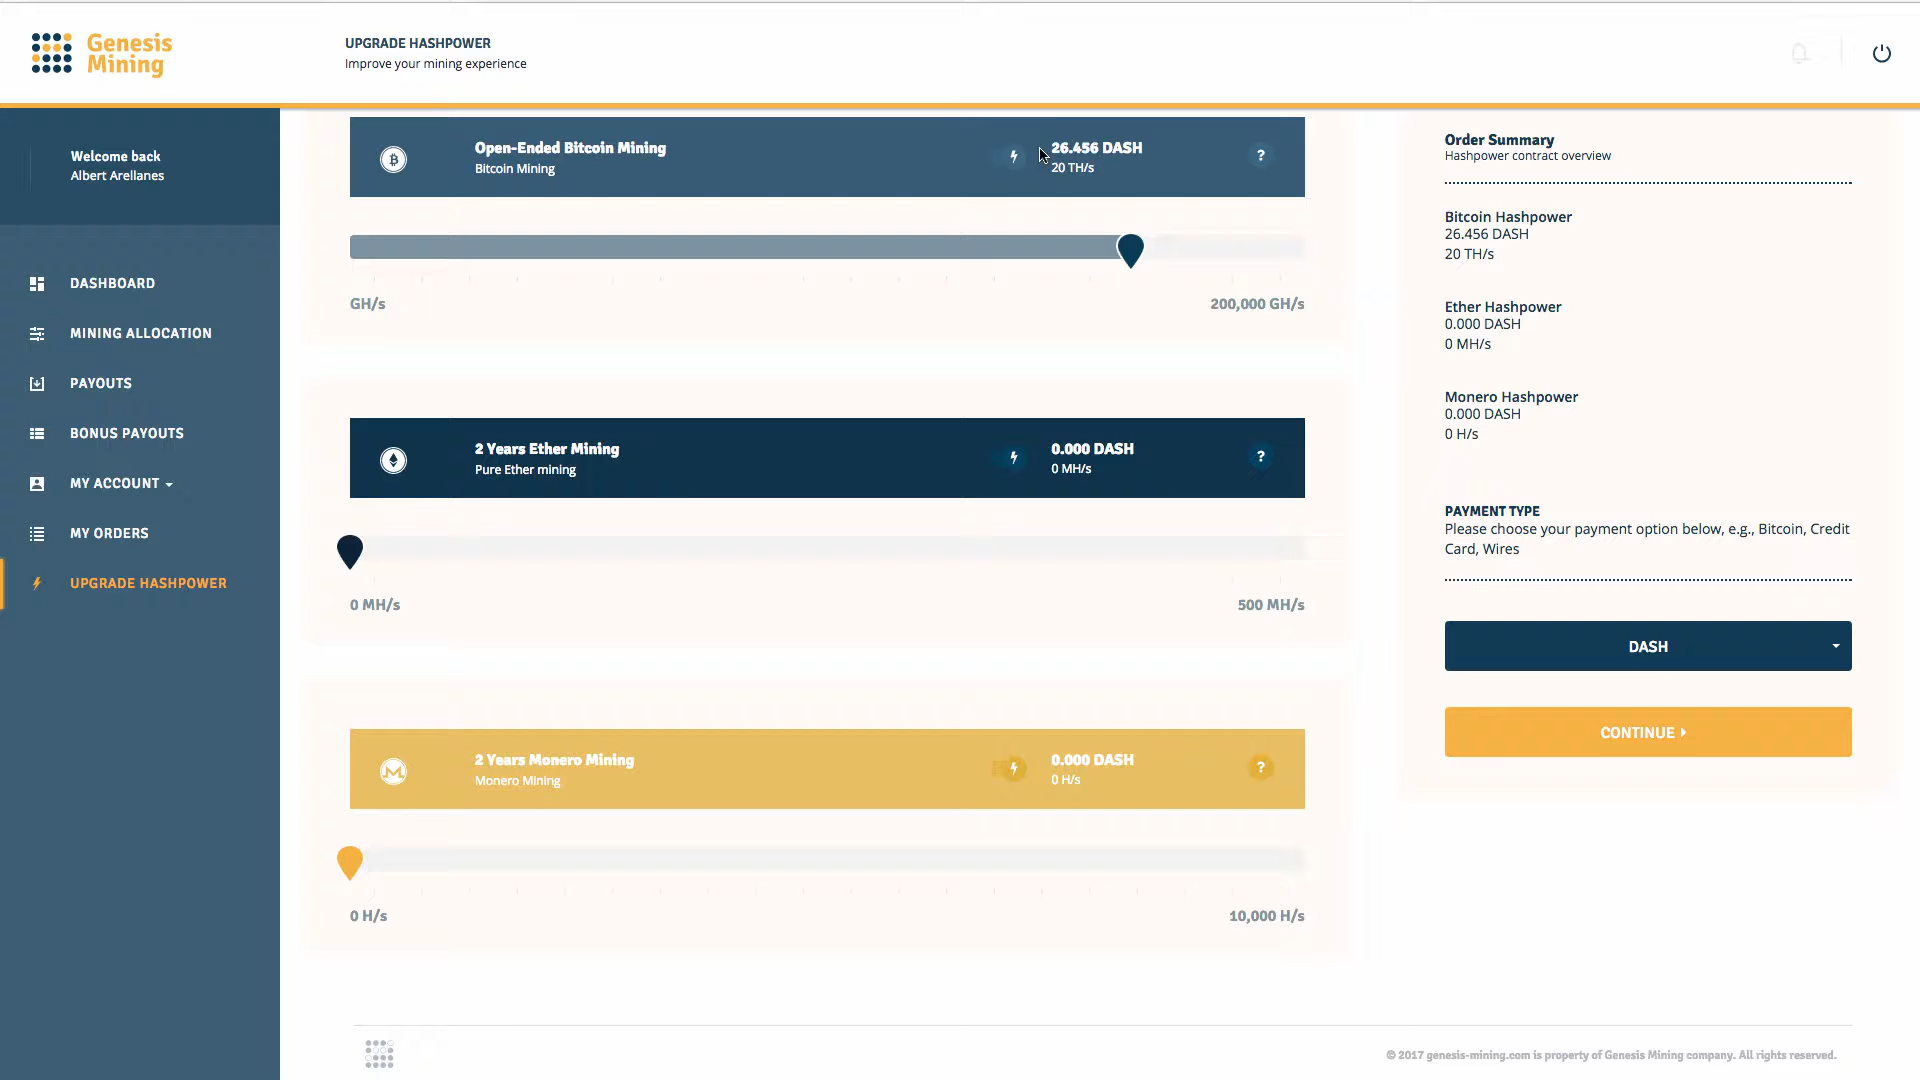 Genesis
Mining
UPGRADE HASHPOWER
Improve your mining experience
Welcome back
Albert Arellanes
DASHBOARD
MINING ALLOCATION
PAYOUTS
BONUS PAYOUTS
MY ACCOUNT
MY ORDERS
UPGRADE HASHPOWER
Open-Ended Bitcoin Mining
Bitcoin Mining
26.456 DASH
20 TH/s
?
GH/s
200,000 GH/s
2 Years Ether Mining
Pure Ether mining
0.000 DASH
0 MH/s
?
0 MH/s
500 MH/s
2 Years Monero Mining
Monero Mining
0.000 DASH
0 H/s
?
0 H/s
10,000 H/s
Order Summary
Hashpower contract overview
Bitcoin Hashpower
26.456 DASH
20 TH/s
Ether Hashpower
0.000 DASH
0 MH/s
Monero Hashpower
0.000 DASH
0 H/s
PAYMENT TYPE
Please choose your payment option below, e.g., Bitcoin, Credit
Card, Wires
DASH
CONTINUE
© 2017 genesis-mining.com is property of Genesis Mining company. All rights reserved.